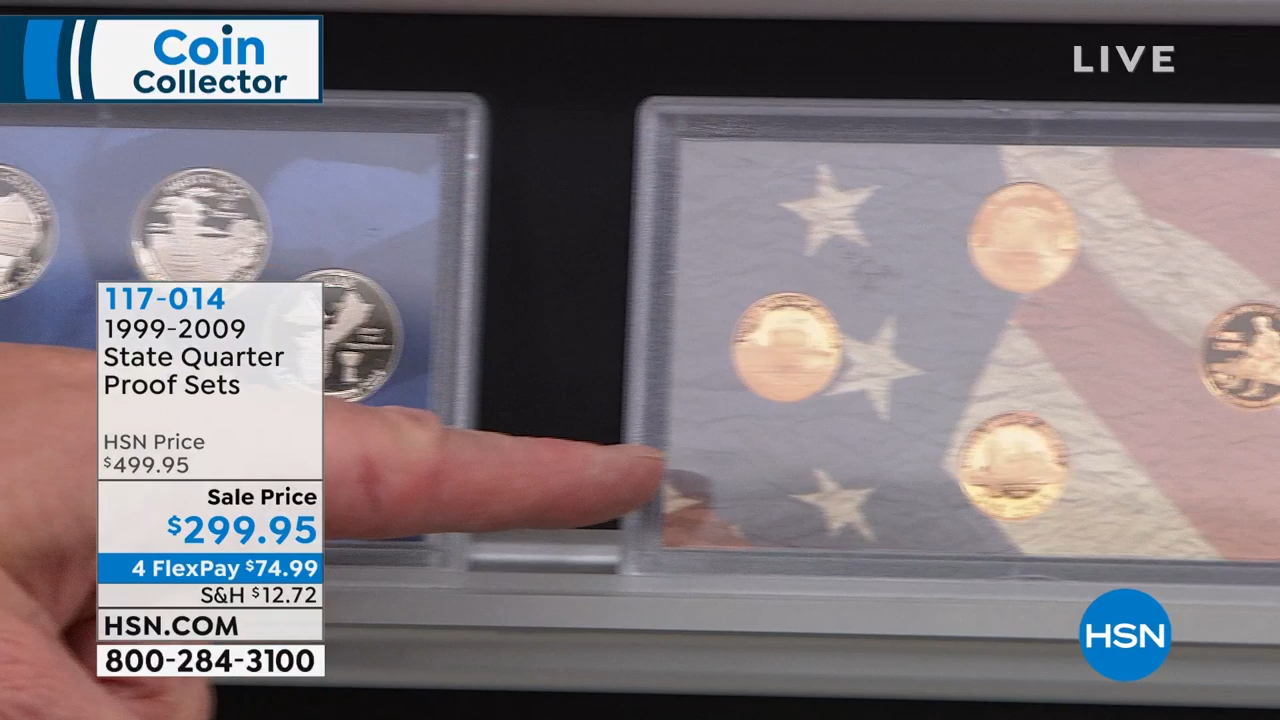 Coin
Collector
LIVE
117-014
1999-2009
State Quarter
Proof Sets
HSN Price
$499.95
Sale Price
$299.95
4 FlexPay $74.99
S&H $12.72
HSN.COM
800-284-3100
HSN